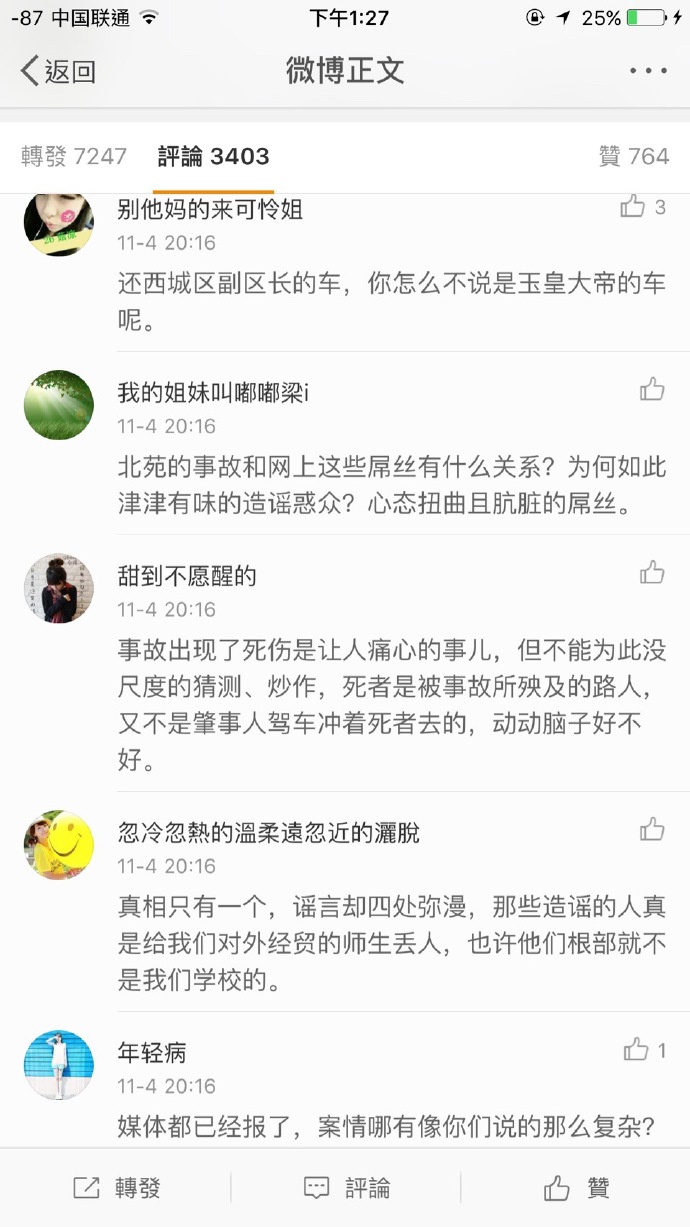 -87 中国联通 下午1:27 25%
返回 微博正文
轉發 7247 評論 3403 贊 764
别他妈的来可怜姐 3
11-4 20:16
还西城区副区长的车，你怎么不说是玉皇大帝的车
呢。
我的姐妹叫嘟嘟梁i
11-4 20:16
北苑的事故和网上这些屌丝有什么关系？为何如此
津津有味的造谣惑众？心态扭曲且肮脏的屌丝。
甜到不愿醒的
11-4 20:16
事故出现了死伤是让人痛心的事儿，但不能为此没
尺度的猜测、炒作，死者是被事故所殃及的路人，
又不是肇事人驾车冲着死者去的，动动脑子好不
好。
忽冷忽熱的溫柔遠忽近的灑脫
11-4 20:16
真相只有一个，谣言却四处弥漫，那些造谣的人真
是给我们对外经贸的师生丢人，也许他们根部就不
是我们学校的。
年轻病 1
11-4 20:16
媒体都已经报了，案情哪有像你们说的那么复杂？
轉發 評論 贊